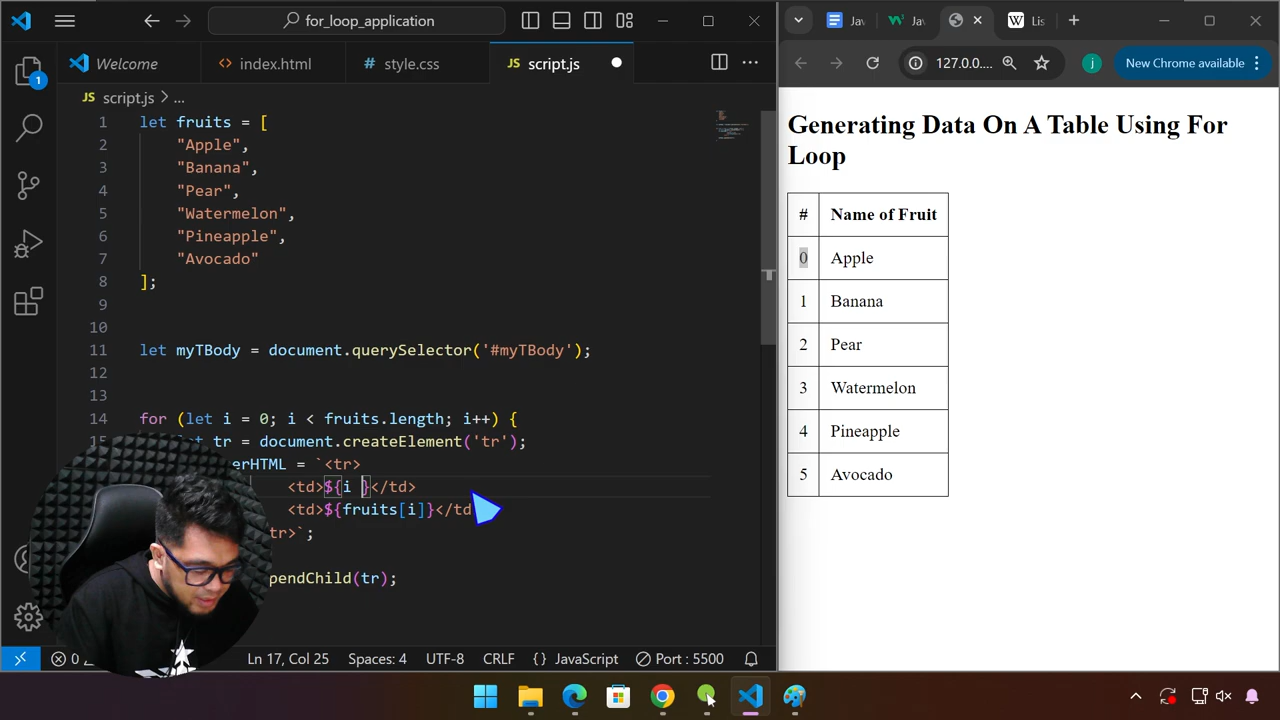 for_loop_application
Welcome
index.html
style.css
JS script.js
JS script.js > ...
1 let fruits = [
2 "Apple",
3 "Banana",
4 "Pear",
5 "Watermelon",
6 "Pineapple",
7 "Avocado"
8 ];
9
10
11 let myTBody = document.querySelector('#myTBody');
12
13
14 for (let i = 0; i < fruits.length; i++) {
tr = document.createElement('tr');
erHTML = `<tr>
<td>${i }</td>
<td>${fruits[i]}</td
tr>`;
pendChild(tr);
1
0
Ln 17, Col 25
Spaces: 4
UTF-8
CRLF
{ } JavaScript
Port : 5500
Jav
Ja
Lis
127.0.0....
j
New Chrome available
Generating Data On A Table Using For
Loop
# Name of Fruit
0 Apple
1 Banana
2 Pear
3 Watermelon
4 Pineapple
5 Avocado